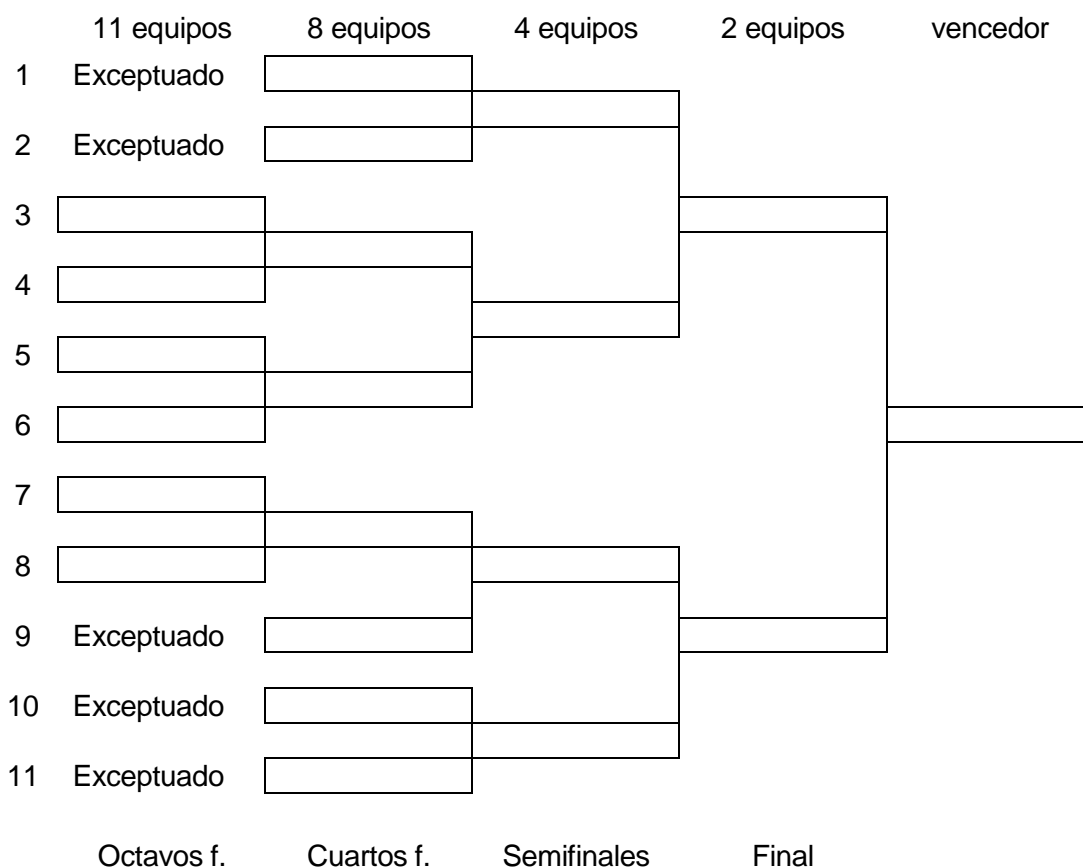 11 equipos 8 equipos 4 equipos 2 equipos vencedor
1 Exceptuado
2 Exceptuado
3
4
5
6
7
8
9 Exceptuado
10 Exceptuado
11 Exceptuado
Octavos f. Cuartos f. Semifinales Final